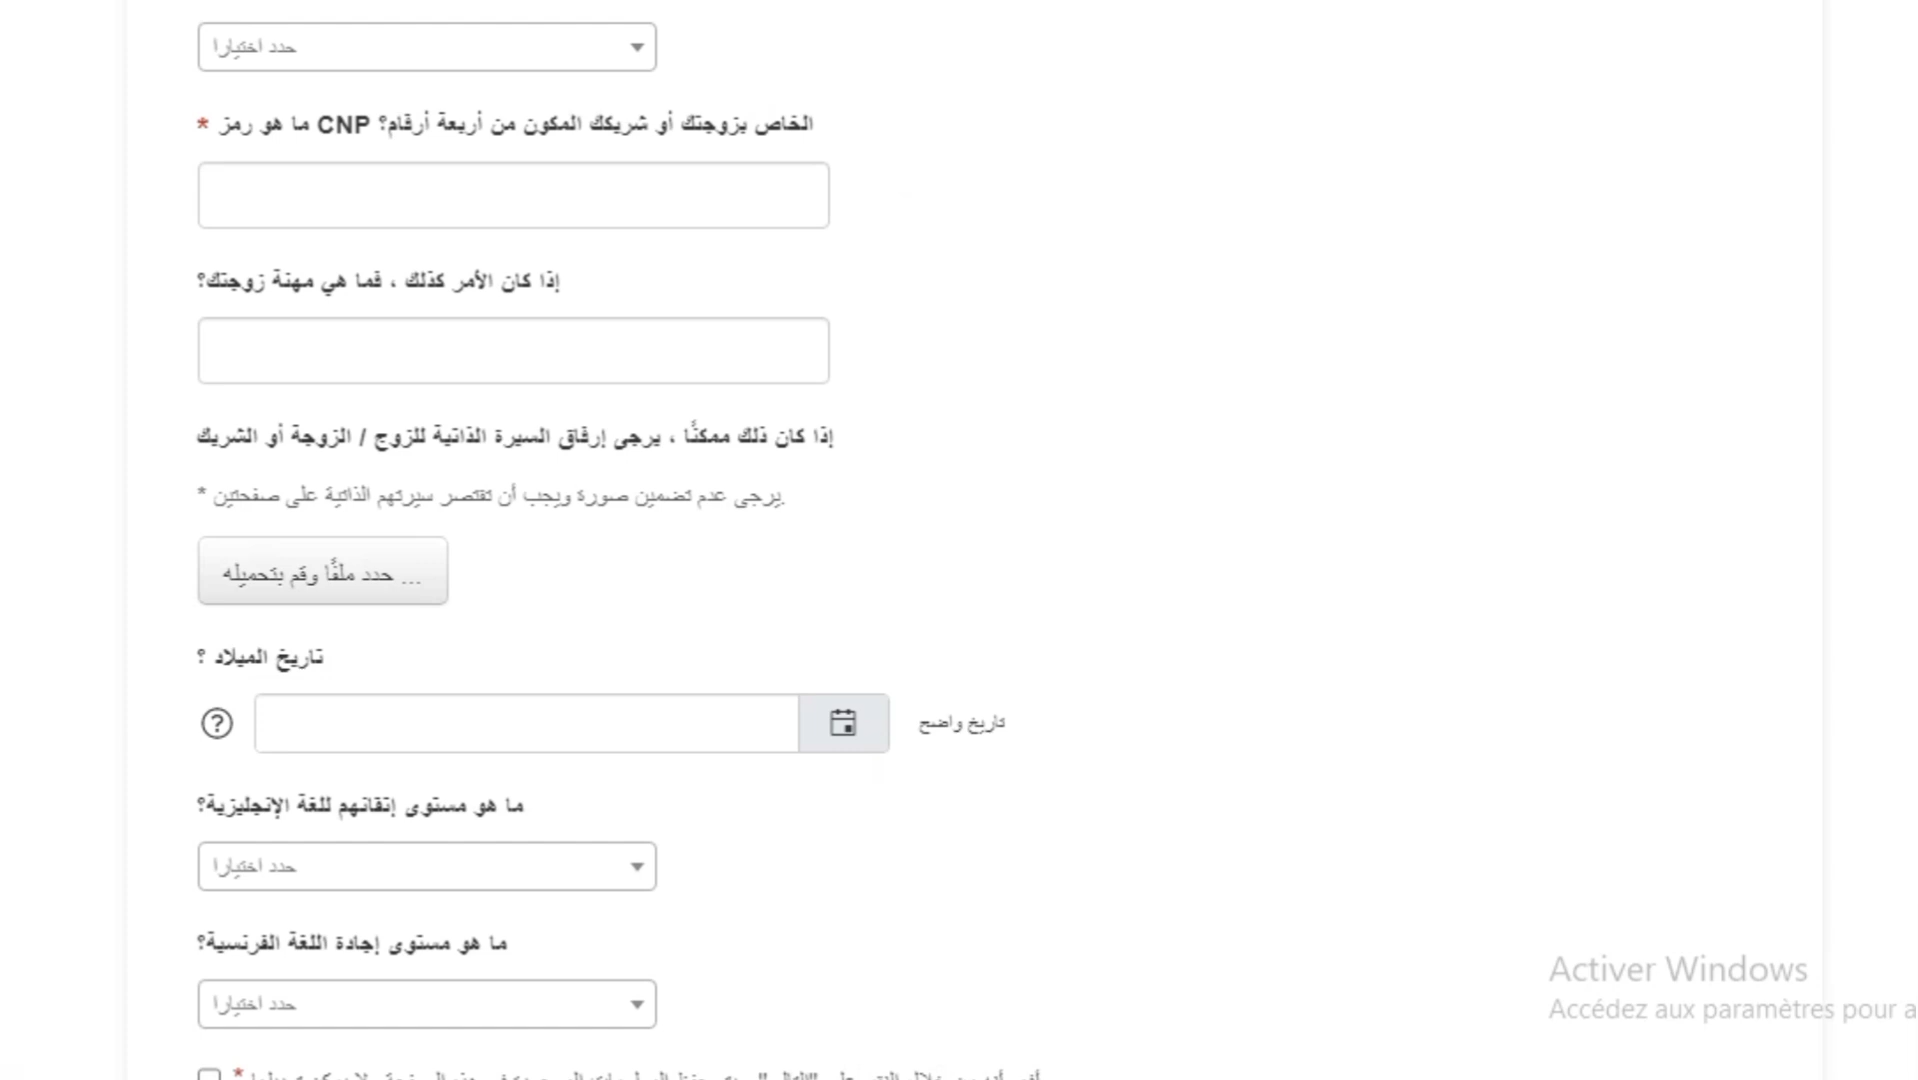 حدد اختيارا
الخاص بزوجتك أو شريكك المكون من أربعة أرقام؟ CNP ما هو رمز *
إذا كان الأمر كذلك ، فما هي مهنة زوجتك؟
إذا كان ذلك ممكنًا ، يرجى إرفاق السيرة الذاتية للزوج / الزوجة أو الشريك
.يرجى عدم تضمين صورة ويجب أن تقتصر سيرتهم الذاتية على صفحتين *
... حدد ملفًا وقم بتحميله
تاريخ الميلاد ؟
تاريخ واضح
ما هو مستوى إتقانهم للغة الإنجليزية؟
حدد اختيارا
ما هو مستوى إجادة اللغة الفرنسية؟
حدد اختيارا
Activer Windows
Accédez aux paramètres pour a